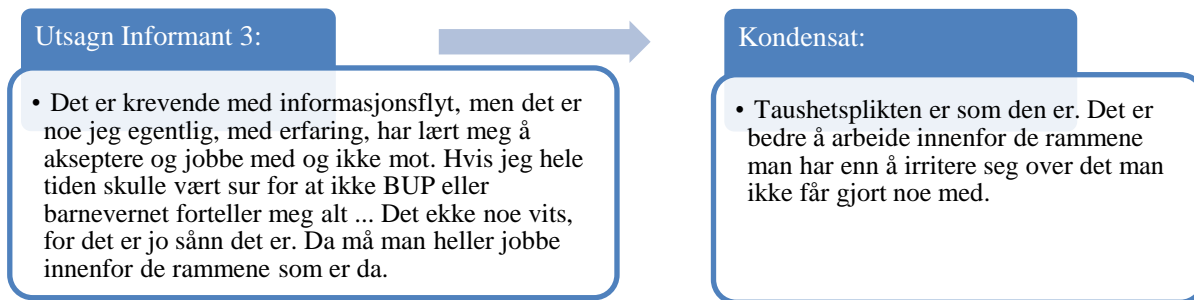 Utsagn Informant 3:
• Det er krevende med informasjonsflyt, men det er
noe jeg egentlig, med erfaring, har lært meg å
akseptere og jobbe med og ikke mot. Hvis jeg hele
tiden skulle vært sur for at ikke BUP eller
barnevernet forteller meg alt ... Det ekke noe vits,
for det er jo sånn det er. Da må man heller jobbe
innenfor de rammene som er da.
Kondensat:
• Taushetsplikten er som den er. Det er
bedre å arbeide innenfor de rammene
man har enn å irritere seg over det man
ikke får gjort noe med.